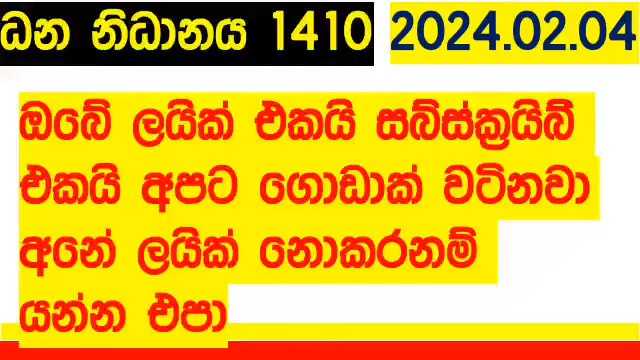 ධන නිධානය 1410 2024.02.04
ඔබේ ලයික් එකයි සබ්ස්ක්‍රයිබ්
එකයි අපට ගොඩාක් වටිනවා
අනේ ලයික් නොකරනම්
යන්න එපා